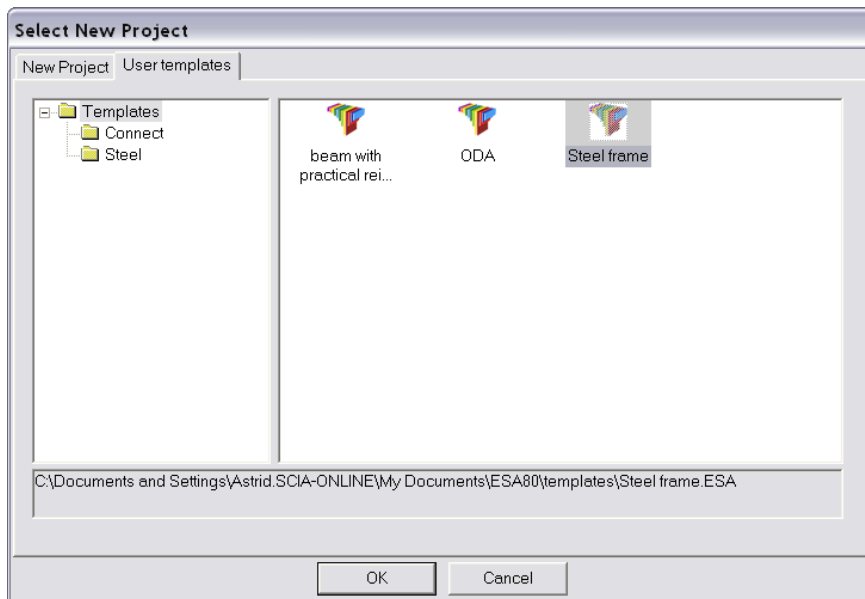 Select New Project
New Project User templates
Templates
Connect
Steel
beam with
practical rei...
ODA
Steel frame
C:\Documents and Settings\Astrid.SCIA-ONLINE\My Documents\ESA80\templates\Steel frame.ESA
OK Cancel